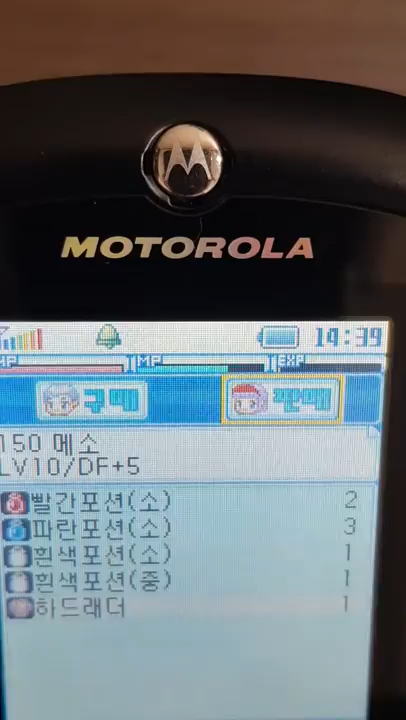 MOTOROLA
14:39
HP MP EXP
구매 판매
150 메소
LV10/DF+5
빨간포션(소) 2
파란포션(소) 3
흰색포션(소) 1
흰색포션(중) 1
하드래더 1